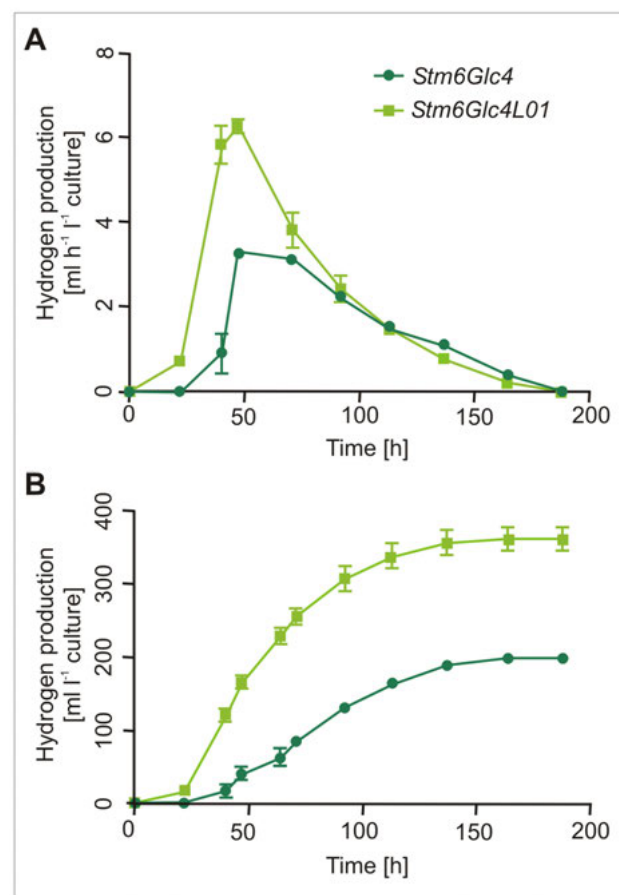 A
8
6
4
2
0
Hydrogen production
[ml h⁻¹ l⁻¹ culture]
Stm6Glc4
Stm6Glc4L01
0 50 100 150 200
Time [h]
B
400
300
200
100
0
Hydrogen production
[ml l⁻¹ culture]
0 50 100 150 200
Time [h]